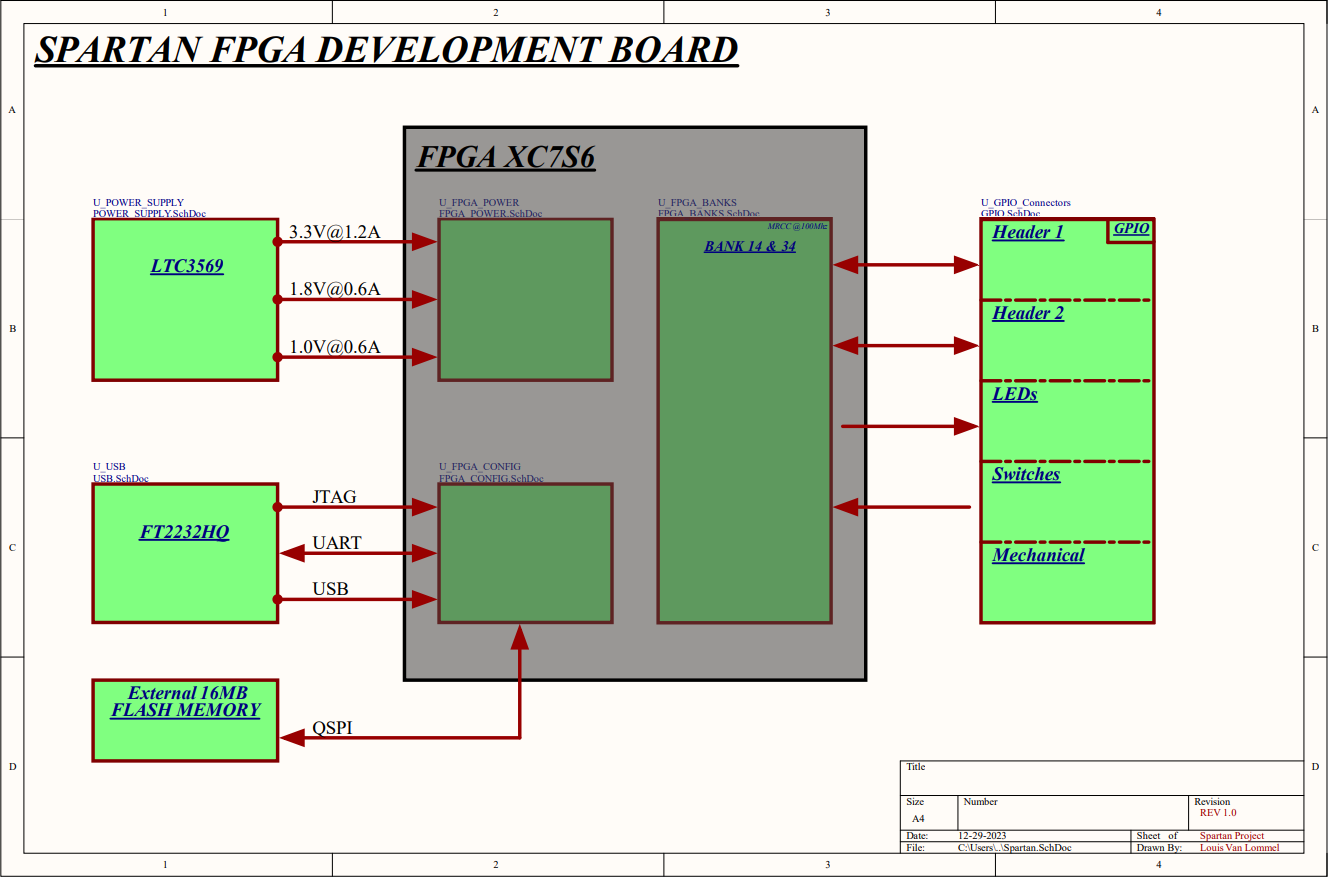 1 2 3 4
SPARTAN FPGA DEVELOPMENT BOARD
A A
FPGA XC7S6
U_POWER_SUPPLY
POWER_SUPPLY.SchDoc
LTC3569
3.3V@1.2A
1.8V@0.6A
1.0V@0.6A
U_FPGA_POWER
FPGA_POWER.SchDoc
U_FPGA_BANKS
FPGA_BANKS.SchDoc
MRCC @100Mhz
BANK 14 & 34
U_GPIO_Connectors
GPIO.SchDoc
GPIO
Header 1
Header 2
LEDs
Switches
Mechanical
B B
U_USB
USB.SchDoc
FT2232HQ
JTAG
UART
USB
U_FPGA_CONFIG
FPGA_CONFIG.SchDoc
C C
External 16MB
FLASH MEMORY
QSPI
D D
Title
Size Number Revision
A4 REV 1.0
Date: 12-29-2023 Sheet of Spartan Project
File: C:\Users\..\Spartan.SchDoc Drawn By: Louis Van Lommel
1 2 3 4